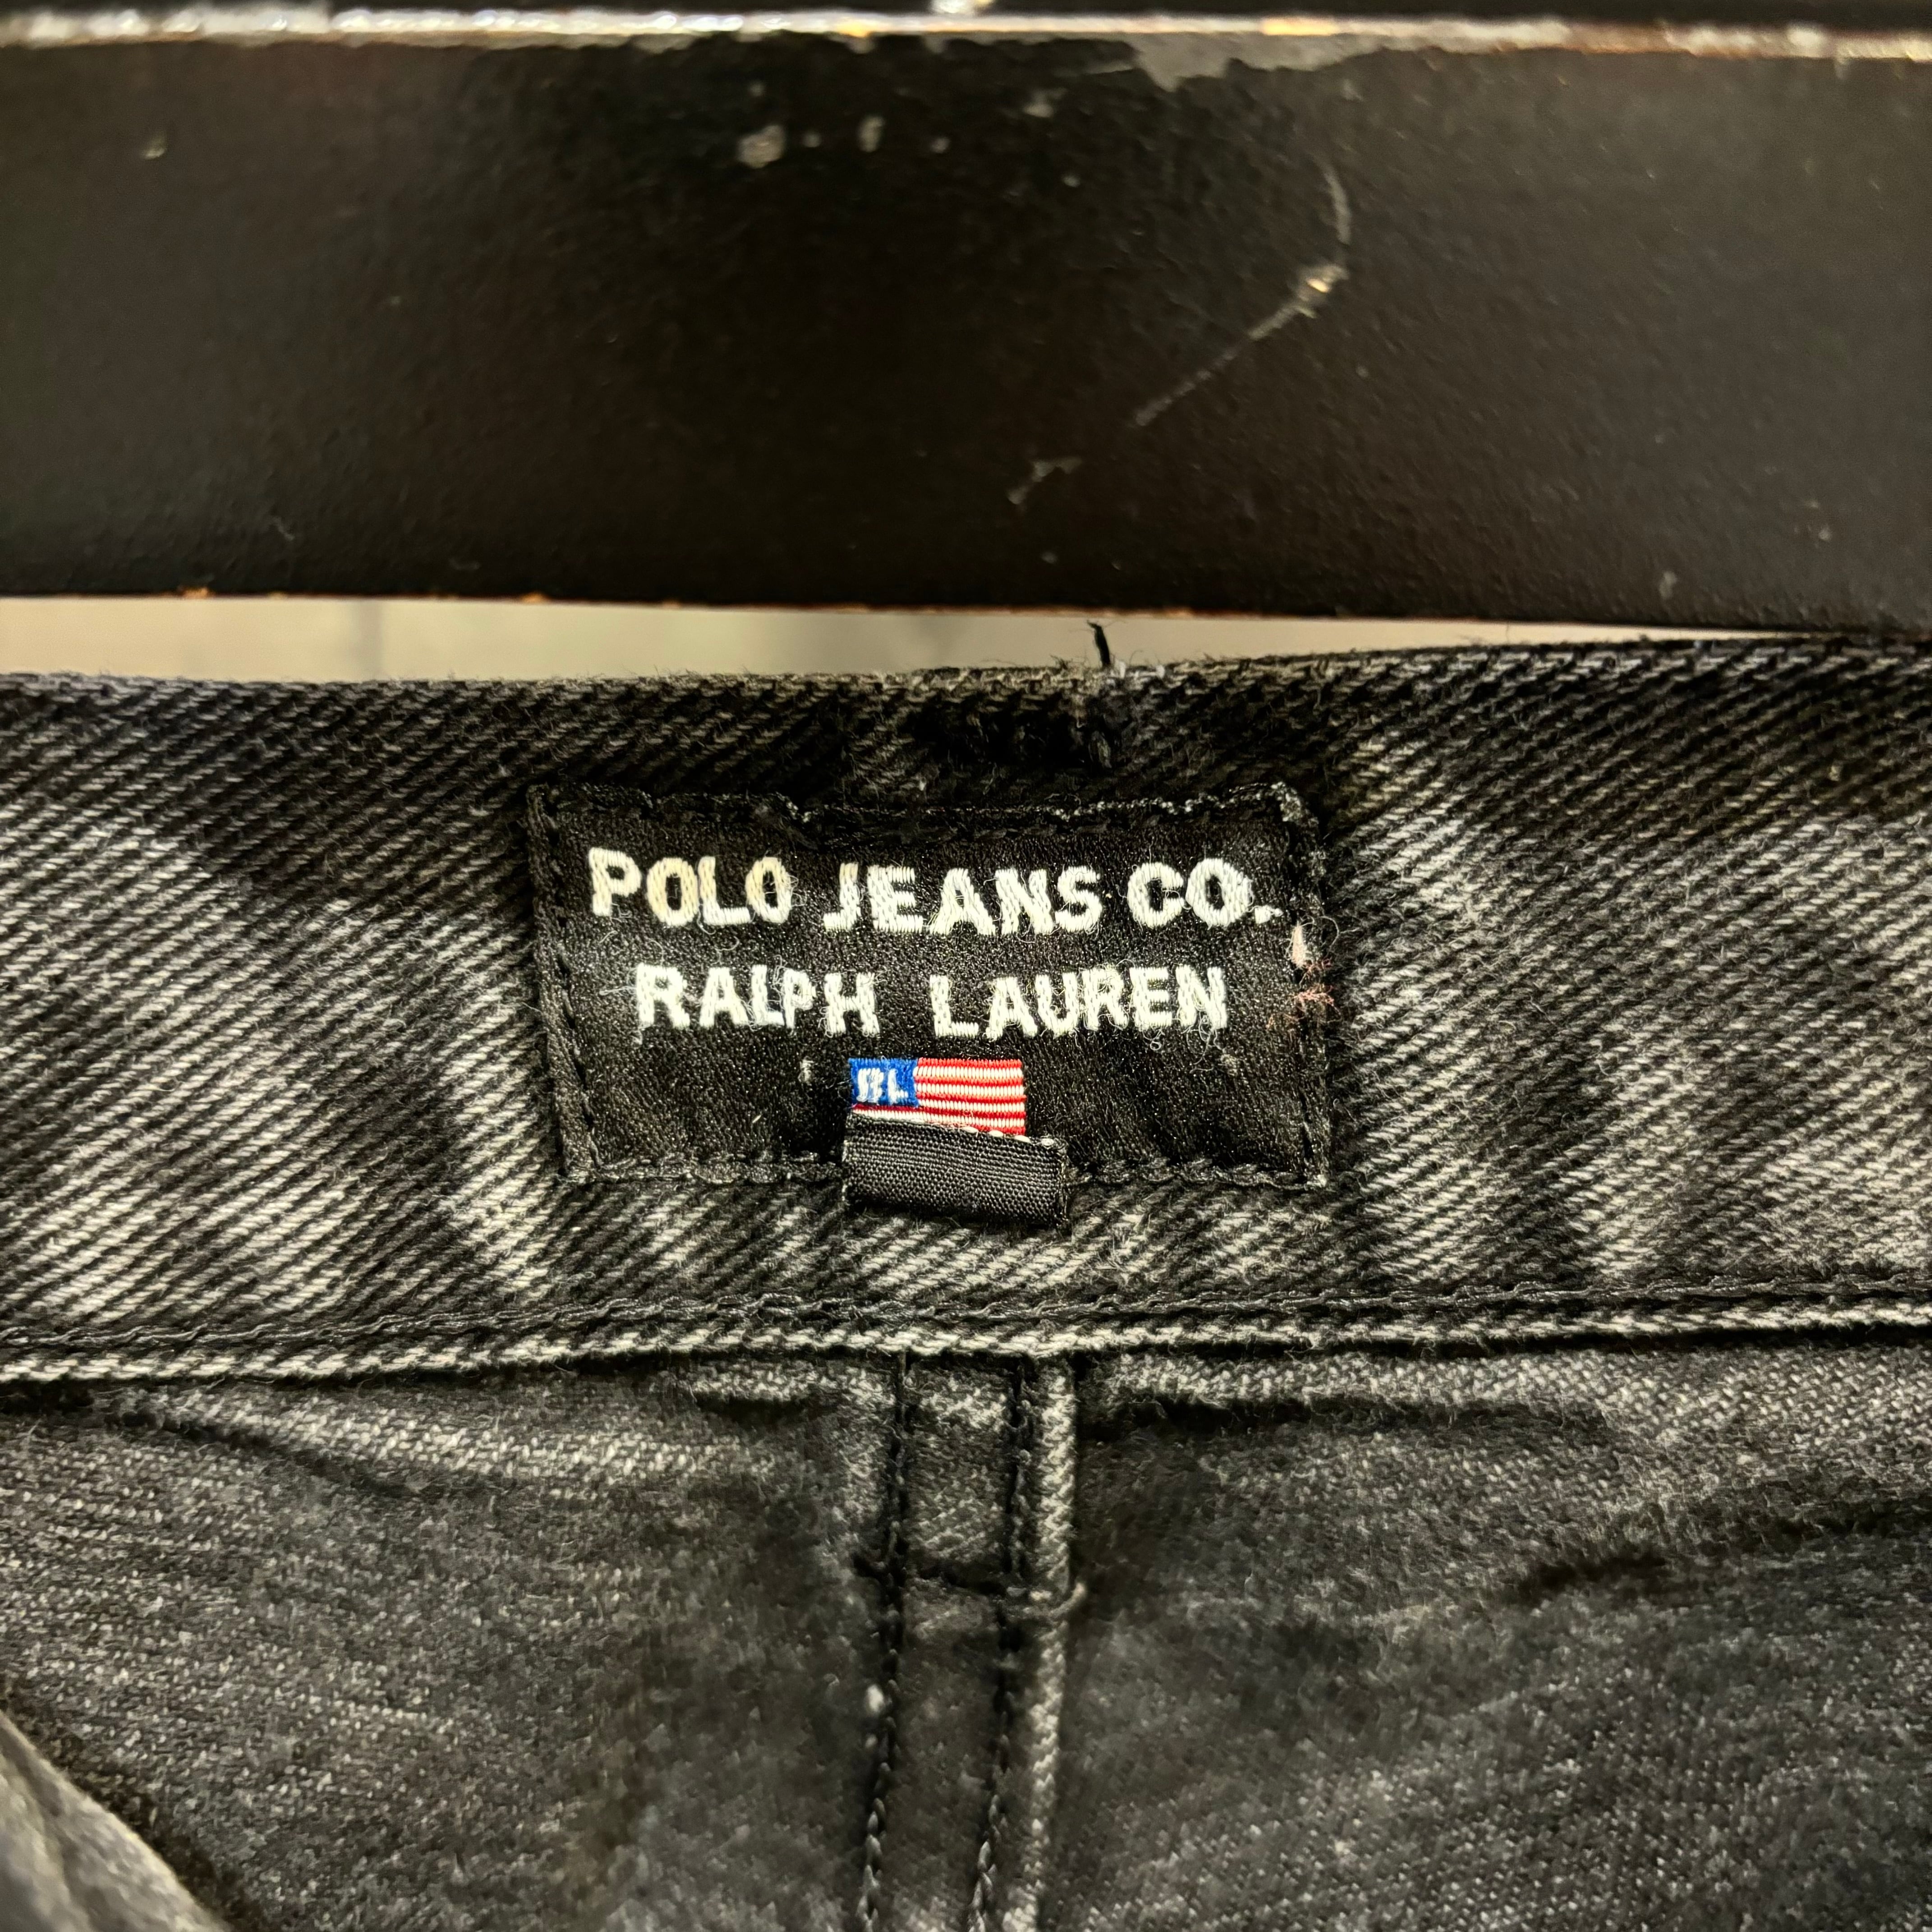 POLO JEANS CO.
RALPH LAUREN
RL